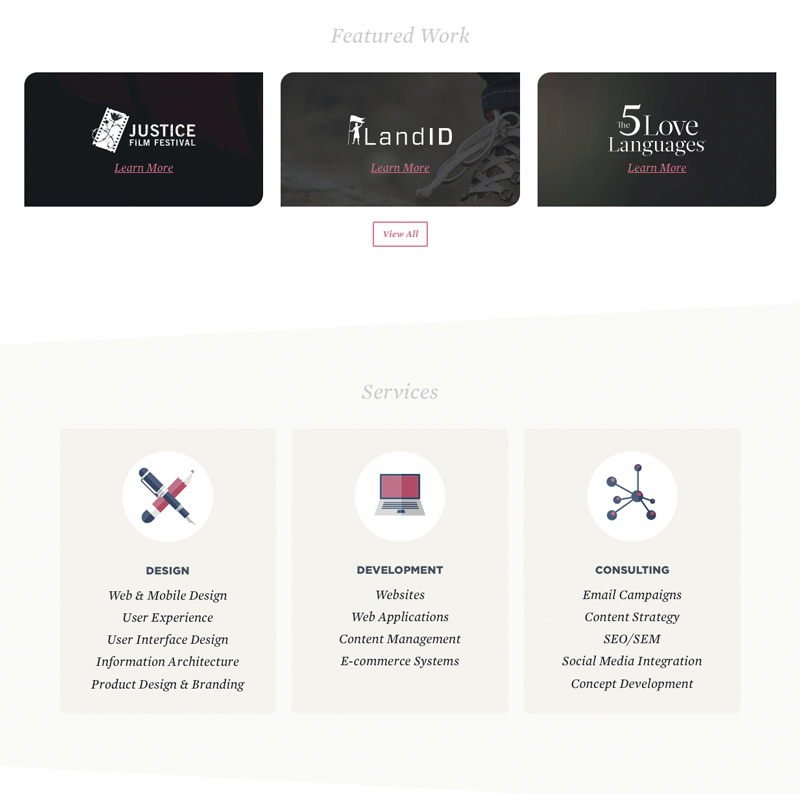 Featured Work
JUSTICE
FILM FESTIVAL
Learn More
LandID
Learn More
The 5 Love
Languages
Learn More
View All
Services
DESIGN
Web & Mobile Design
User Experience
User Interface Design
Information Architecture
Product Design & Branding
DEVELOPMENT
Websites
Web Applications
Content Management
E-commerce Systems
CONSULTING
Email Campaigns
Content Strategy
SEO/SEM
Social Media Integration
Concept Development